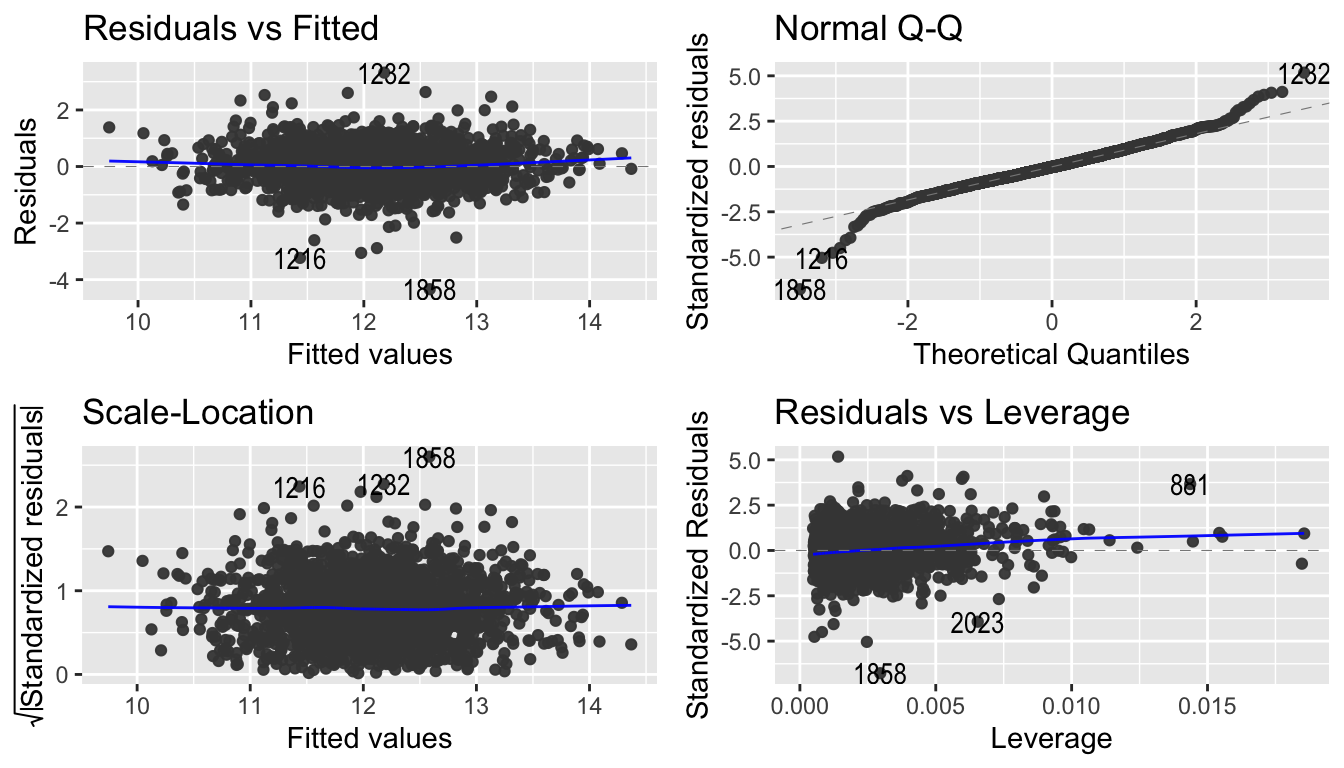 Residuals vs Fitted
Residuals
2
0
-2
-4
1282
1216
1858
10 11 12 13 14
Fitted values
Normal Q-Q
Standardized residuals
5.0
2.5
0.0
-2.5
-5.0
1282
1216
1858
-2 0 2
Theoretical Quantiles
Scale-Location
√|Standardized residuals|
2
1
0
1858
1216 1282
10 11 12 13 14
Fitted values
Residuals vs Leverage
Standardized Residuals
5.0
2.5
0.0
-2.5
-5.0
881
2023
1858
0.000 0.005 0.010 0.015
Leverage